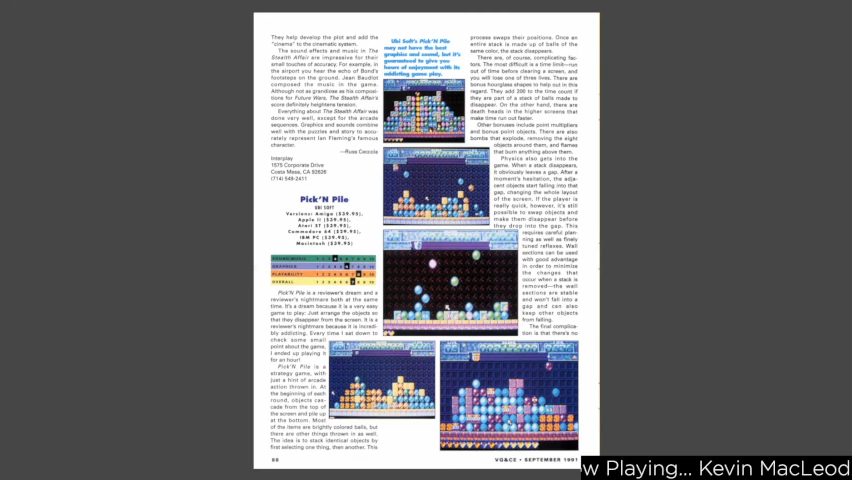 They help develop the plot and add the
"cinema" to the cinematic system.
The sound effects and music in The
Stealth Affair are impressive for their
small touches of accuracy. For example, in
the airport you hear the echo of Bond's
footsteps on the ground. Jean Baudlot
composed the music in the game.
Although not as grandiose as his composi-
tions for Future Wars, The Stealth Affair's
score definitely heightens tension.
Everything about The Stealth Affair was
done very well, except for the arcade
sequences. Graphics and sounds combine
well with the puzzles and story to accu-
rately represent Ian Fleming's famous
character.
—Russ Ceccola
Interplay
1575 Corporate Drive
Costa Mesa, CA 92626
(714) 549-2411
Pick'N Pile
UBI SOFT
Versions: Amiga ($39.95),
Apple II ($39.95),
Atari ST ($39.95),
Commodore 64 ($39.95),
IBM PC ($39.95),
Macintosh ($39.95)
SOUND/MUSIC
GRAPHICS
PLAYABILITY
OVERALL
Pick'N Pile is a reviewer's dream and a
reviewer's nightmare both at the same
time. It's a dream because it is a very easy
game to play: Just arrange the objects so
that they disappear from the screen. It is a
reviewer's nightmare because it is incredi-
bly addicting. Every time I sat down to
check some small
point about the game,
I ended up playing it
for an hour!
Pick'N Pile is a
strategy game, with
just a hint of arcade
action thrown in. At
the beginning of each
round, objects cas-
cade from the top of
the screen and pile up
at the bottom. Most
of the items are brightly colored balls, but
there are other things thrown in as well.
The idea is to stack identical objects by
first selecting one thing, then another. This
Ubi Soft's Pick'N Pile
may not have the best
graphics and sound, but it's
guaranteed to give you
hours of enjoyment with its
addicting game play.
process swaps their positions. Once an
entire stack is made up of balls of the
same color, the stack disappears.
There are, of course, complicating fac-
tors. The most difficult is a time limit—run
out of time before clearing a screen, and
you will lose one of three lives. There are
bonus hourglass shapes to help out in this
regard. They add 200 to the time count if
they are part of a stack of balls made to
disappear. On the other hand, there are
death heads in the higher screens that
make time run out faster.
Other bonuses include point multipliers
and bonus point objects. There are also
bombs that explode, removing the eight
objects around them, and flames
that burn anything above them.
Physics also gets into the
game. When a stack disappears,
it obviously leaves a gap. After a
moment's hesitation, the adja-
cent objects start falling into that
gap, changing the whole layout
of the screen. If the player is
really quick, however, it's still
possible to swap objects and
make them disappear before
they drop into the gap. This
requires careful plan-
ning as well as finely
tuned reflexes. Wall
sections can be used
with good advantage
in order to minimize
the changes that
occur when a stack is
removed—the wall
sections are stable
and won't fall into a
gap and can also
keep other objects
from falling.
The final complica-
tion is that there's no
68
VG&CE • SEPTEMBER 1991
w Playing... Kevin MacLeod